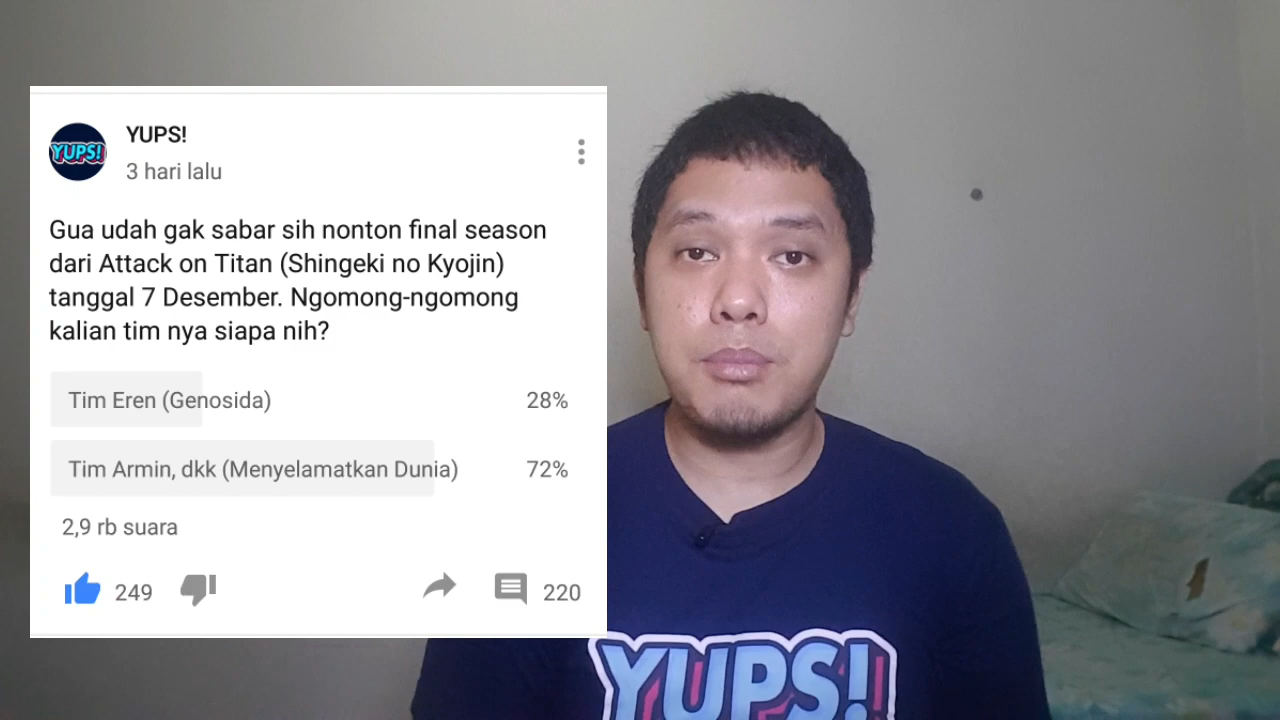 YUPS!
YUPS!
3 hari lalu
Gua udah gak sabar sih nonton final season
dari Attack on Titan (Shingeki no Kyojin)
tanggal 7 Desember. Ngomong-ngomong
kalian tim nya siapa nih?
Tim Eren (Genosida) 28%
Tim Armin, dkk (Menyelamatkan Dunia) 72%
2,9 rb suara
249 220
YUPS!